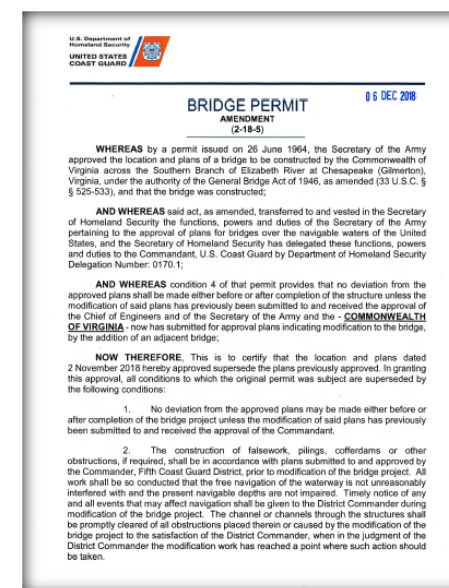 U.S. Department of
Homeland Security
UNITED STATES
COAST GUARD
06 DEC 2018
BRIDGE PERMIT
AMENDMENT
(2-18-5)
WHEREAS by a permit issued on 26 June 1964, the Secretary of the Army
approved the location and plans of a bridge to be constructed by the Commonwealth of
Virginia across the Southern Branch of Elizabeth River at Chesapeake (Gilmerton),
Virginia, under the authority of the General Bridge Act of 1946, as amended (33 U.S.C. §
§ 525-533), and that the bridge was constructed;
AND WHEREAS said act, as amended, transferred to and vested in the Secretary
of Homeland Security the functions, powers and duties of the Secretary of the Army
pertaining to the approval of plans for bridges over the navigable waters of the United
States, and the Secretary of Homeland Security has delegated these functions, powers
and duties to the Commandant, U.S. Coast Guard by Department of Homeland Security
Delegation Number: 0170.1;
AND WHEREAS condition 4 of that permit provides that no deviation from the
approved plans shall be made either before or after completion of the structure unless the
modification of said plans has previously been submitted to and received the approval of
the Chief of Engineers and of the Secretary of the Army and the - COMMONWEALTH
OF VIRGINIA - now has submitted for approval plans indicating modification to the bridge,
by the addition of an adjacent bridge;
NOW THEREFORE, This is to certify that the location and plans dated
2 November 2018 hereby approved supersede the plans previously approved. In granting
this approval, all conditions to which the original permit was subject are superseded by
the following conditions:
1. No deviation from the approved plans may be made either before or
after completion of the bridge project unless the modification of said plans has previously
been submitted to and received the approval of the Commandant.
2. The construction of falsework, pilings, cofferdams or other
obstructions, if required, shall be in accordance with plans submitted to and approved by
the Commander, Fifth Coast Guard District, prior to modification of the bridge project. All
work shall be so conducted that the free navigation of the waterway is not unreasonably
interfered with and the present navigable depths are not impaired. Timely notice of any
and all events that may affect navigation shall be given to the District Commander during
modification of the bridge project. The channel or channels through the structures shall
be promptly cleared of all obstructions placed therein or caused by the modification of the
bridge project to the satisfaction of the District Commander, when in the judgment of the
District Commander the modification work has reached a point where such action should
be taken.